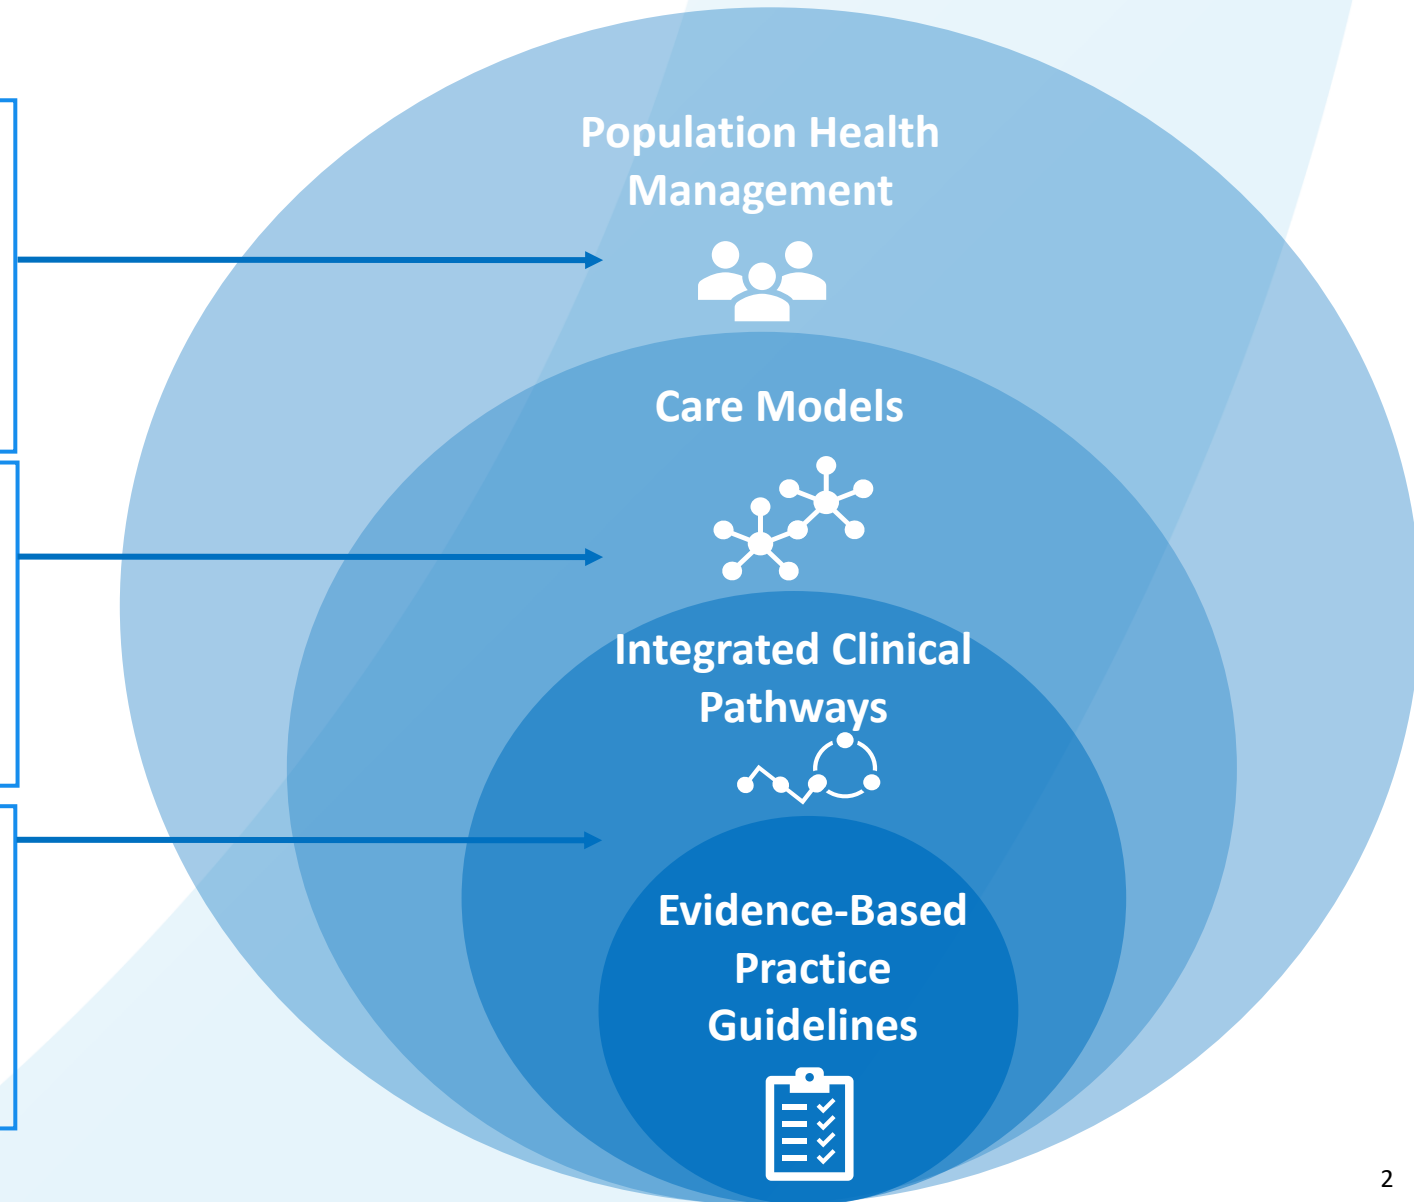 Population Health
Management
Care Models
Integrated Clinical
Pathways
Evidence-Based
Practice
Guidelines
2